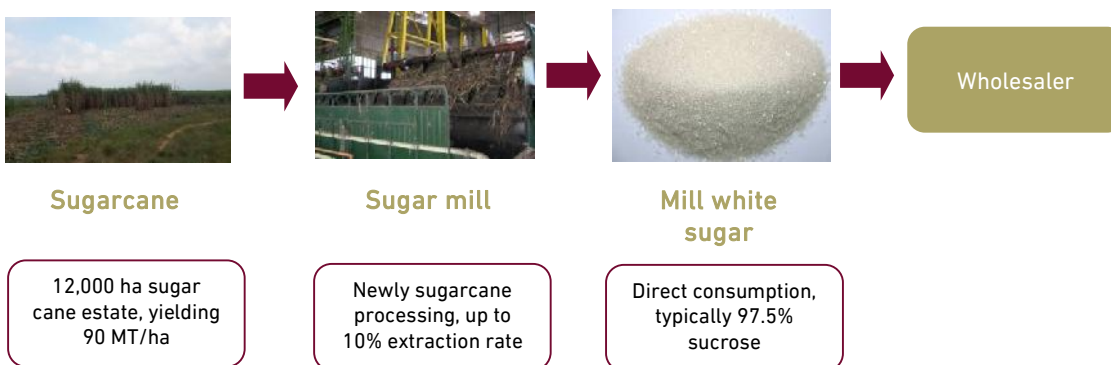 Wholesaler
Sugarcane
Sugar mill
Mill white
sugar
12,000 ha sugar
cane estate, yielding
90 MT/ha
Newly sugarcane
processing, up to
10% extraction rate
Direct consumption,
typically 97.5%
sucrose